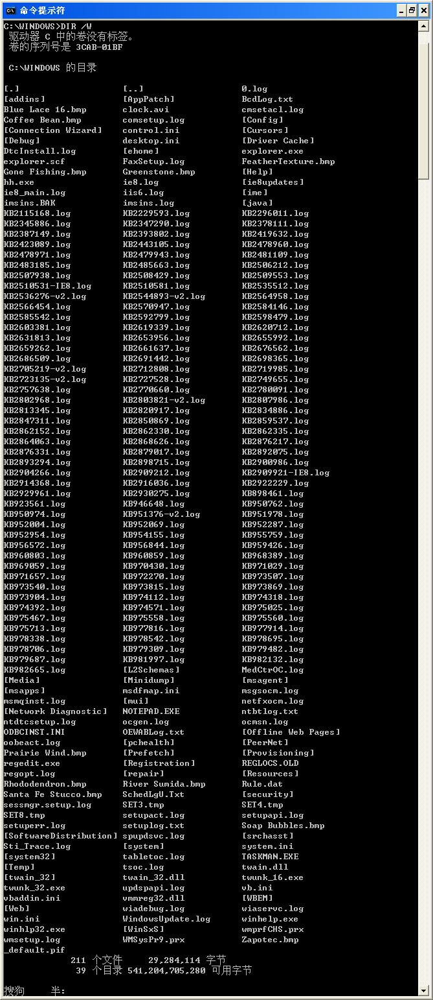 命令提示符
C:\WINDOWS>DIR /W
驱动器 C 中的卷没有标签。
卷的序列号是 3CAB-01BF
C:\WINDOWS 的目录
[.] [..] 0.log
[addins] [AppPatch] BcdLog.txt
Blue Lace 16.bmp clock.avi cmsetacl.log
Coffee Bean.bmp comsetup.log [Config]
[Connection Wizard] control.ini [Cursors]
[Debug] desktop.ini [Driver Cache]
DtcInstall.log [ehome] explorer.exe
explorer.scf FaxSetup.log FeatherTexture.bmp
Gone Fishing.bmp Greenstone.bmp [Help]
hh.exe ie8.log [ie8updates]
ie8_main.log iis6.log [ime]
imsins.BAK imsins.log [java]
KB2115168.log KB2229593.log KB2296011.log
KB2345886.log KB2347290.log KB2378111.log
KB2387149.log KB2393802.log KB2419632.log
KB2423089.log KB2443105.log KB2478960.log
KB2478971.log KB2479943.log KB2481109.log
KB2483185.log KB2485663.log KB2506212.log
KB2507938.log KB2508429.log KB2509553.log
KB2510531-IE8.log KB2510581.log KB2535512.log
KB2536276-v2.log KB2544893-v2.log KB2564958.log
KB2566454.log KB2570947.log KB2584146.log
KB2585542.log KB2592799.log KB2598479.log
KB2603381.log KB2619339.log KB2620712.log
KB2631813.log KB2653956.log KB2655992.log
KB2659262.log KB2661637.log KB2676562.log
KB2686509.log KB2691442.log KB2698365.log
KB2705219-v2.log KB2712808.log KB2719985.log
KB2723135-v2.log KB2727528.log KB2749655.log
KB2757638.log KB2770660.log KB2780091.log
KB2802968.log KB2803821-v2.log KB2807986.log
KB2813345.log KB2820917.log KB2834886.log
KB2847311.log KB2850869.log KB2859537.log
KB2862152.log KB2862330.log KB2862335.log
KB2864063.log KB2868626.log KB2876217.log
KB2876331.log KB2879017.log KB2892075.log
KB2893294.log KB2898715.log KB2900986.log
KB2904266.log KB2909212.log KB2909921-IE8.log
KB2914368.log KB2916036.log KB2922229.log
KB2929961.log KB2930275.log KB898461.log
KB923561.log KB946648.log KB950762.log
KB950974.log KB951376-v2.log KB951978.log
KB952004.log KB952069.log KB952287.log
KB952954.log KB954155.log KB955759.log
KB956572.log KB956844.log KB959426.log
KB960803.log KB960859.log KB968389.log
KB969059.log KB970430.log KB971029.log
KB971657.log KB972270.log KB973507.log
KB973540.log KB973815.log KB973869.log
KB973904.log KB974112.log KB974318.log
KB974392.log KB974571.log KB975025.log
KB975467.log KB975558.log KB975560.log
KB975713.log KB977816.log KB977914.log
KB978338.log KB978542.log KB978695.log
KB978706.log KB979309.log KB979482.log
KB979687.log KB981997.log KB982132.log
KB982665.log [L2Schemas] MedCtrOC.log
[Media] [Minidump] [msagent]
[msapps] msdfmap.ini msgsocm.log
msmqinst.log [mui] netfxocm.log
[Network Diagnostic] NOTEPAD.EXE ntbtlog.txt
ntdtcsetup.log ocgen.log ocmsn.log
ODBCINST.INI OEWABLog.txt [Offline Web Pages]
oobeact.log [pchealth] [PeerNet]
Prairie Wind.bmp [Prefetch] [Provisioning]
regedit.exe [Registration] REGLOCS.OLD
regopt.log [repair] [Resources]
Rhododendron.bmp River Sumida.bmp Rule.dat
Santa Fe Stucco.bmp SchedLgU.Txt [security]
sessmgr.setup.log SET3.tmp SET4.tmp
SET8.tmp setupact.log setupapi.log
setuperr.log setuplog.txt Soap Bubbles.bmp
[SoftwareDistribution] spupdsvc.log [srchasst]
Sti_Trace.log [system] system.ini
[system32] tabletoc.log TASKMAN.EXE
[Temp] tsoc.log twain.dll
[twain_32] twain_32.dll twunk_16.exe
twunk_32.exe updspapi.log vb.ini
vbaddin.ini vmmreg32.dll [WBEM]
[Web] wiadebug.log wiaservc.log
win.ini WindowsUpdate.log winhelp.exe
winhlp32.exe [WinSxS] wmprfCHS.prx
wmsetup.log WMSysPr9.prx Zapotec.bmp
_default.pif
211 个文件 29,284,114 字节
39 个目录 541,204,705,280 可用字节
搜狗 半: